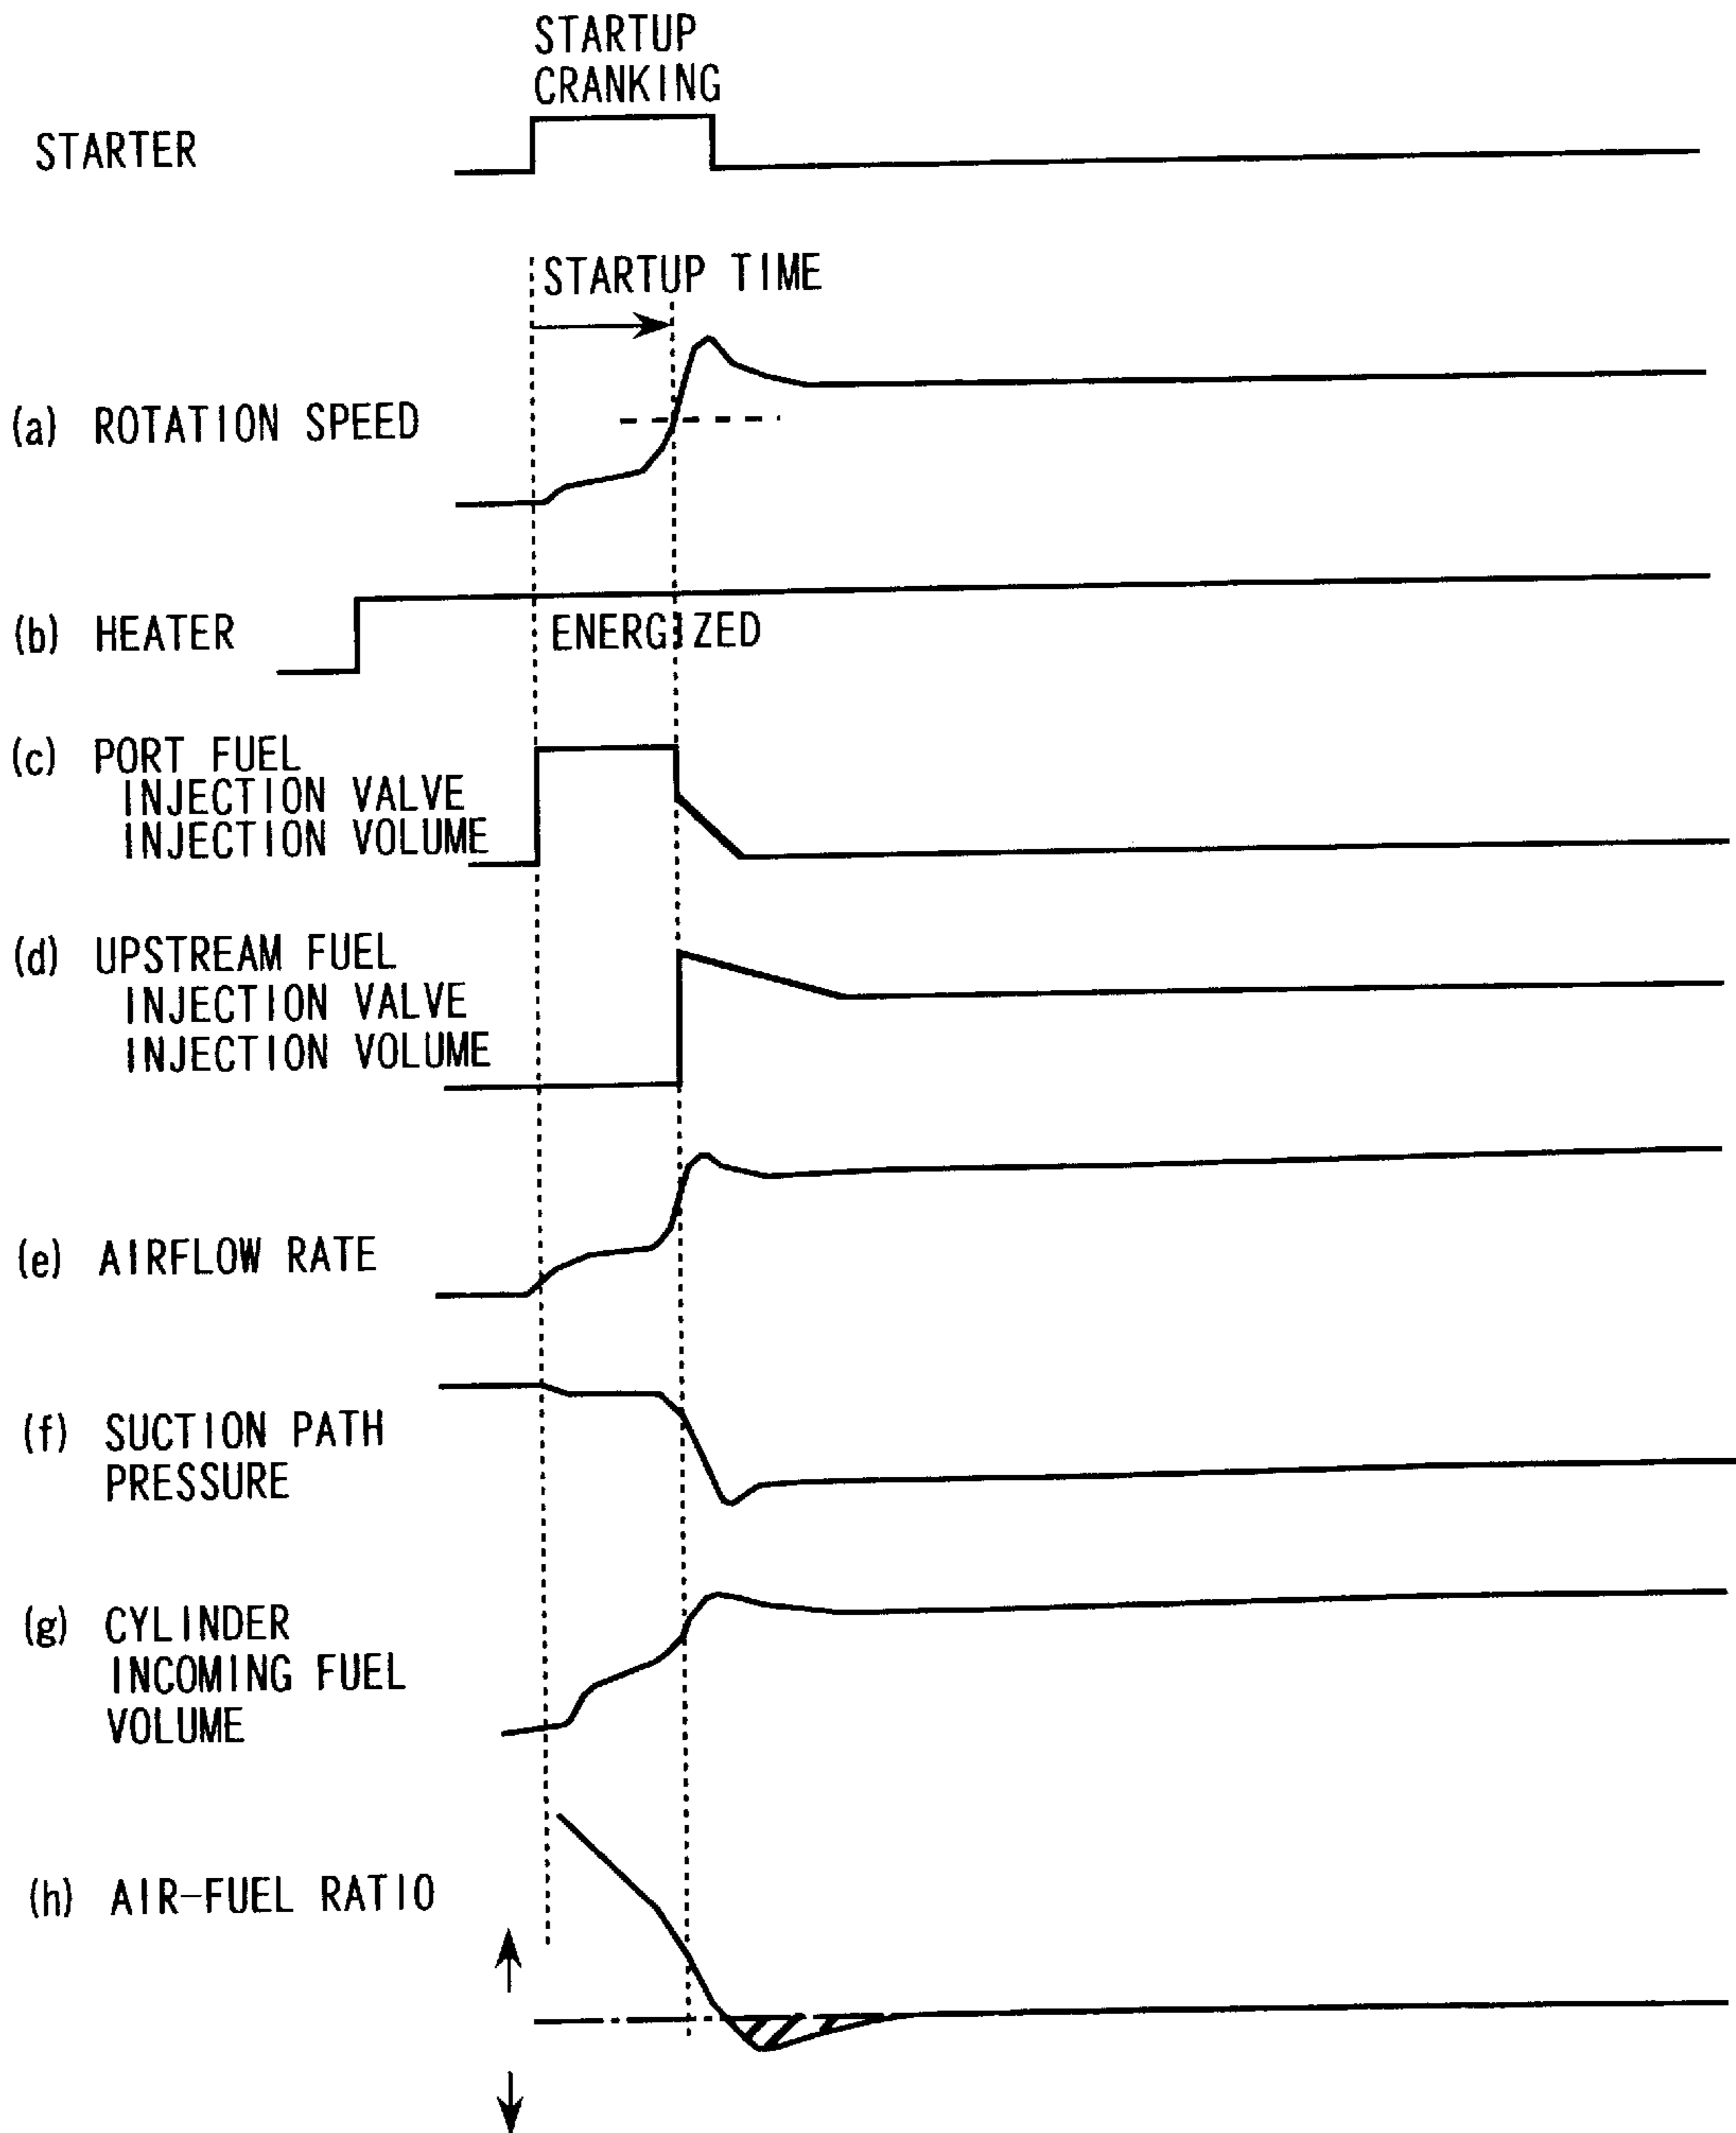 STARTUP
CRANKING
STARTER
STARTUP TIME
(a) ROTATION SPEED
(b) HEATER
ENERGIZED
(c) PORT FUEL
INJECTION VALVE
INJECTION VOLUME
(d) UPSTREAM FUEL
INJECTION VALVE
INJECTION VOLUME
(e) AIRFLOW RATE
(f) SUCTION PATH
PRESSURE
(g) CYLINDER
INCOMING FUEL
VOLUME
(h) AIR-FUEL RATIO